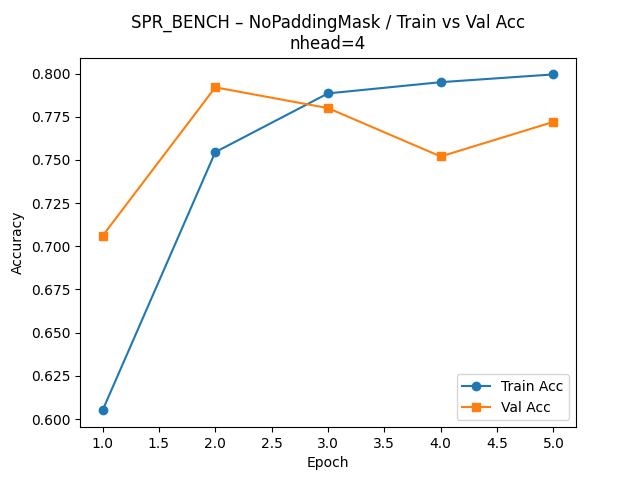 SPR_BENCH – NoPaddingMask / Train vs Val Acc
nhead=4
0.800
0.775
0.750
0.725
0.700
0.675
0.650
0.625
0.600
Accuracy
1.0 1.5 2.0 2.5 3.0 3.5 4.0 4.5 5.0
Epoch
Train Acc
Val Acc